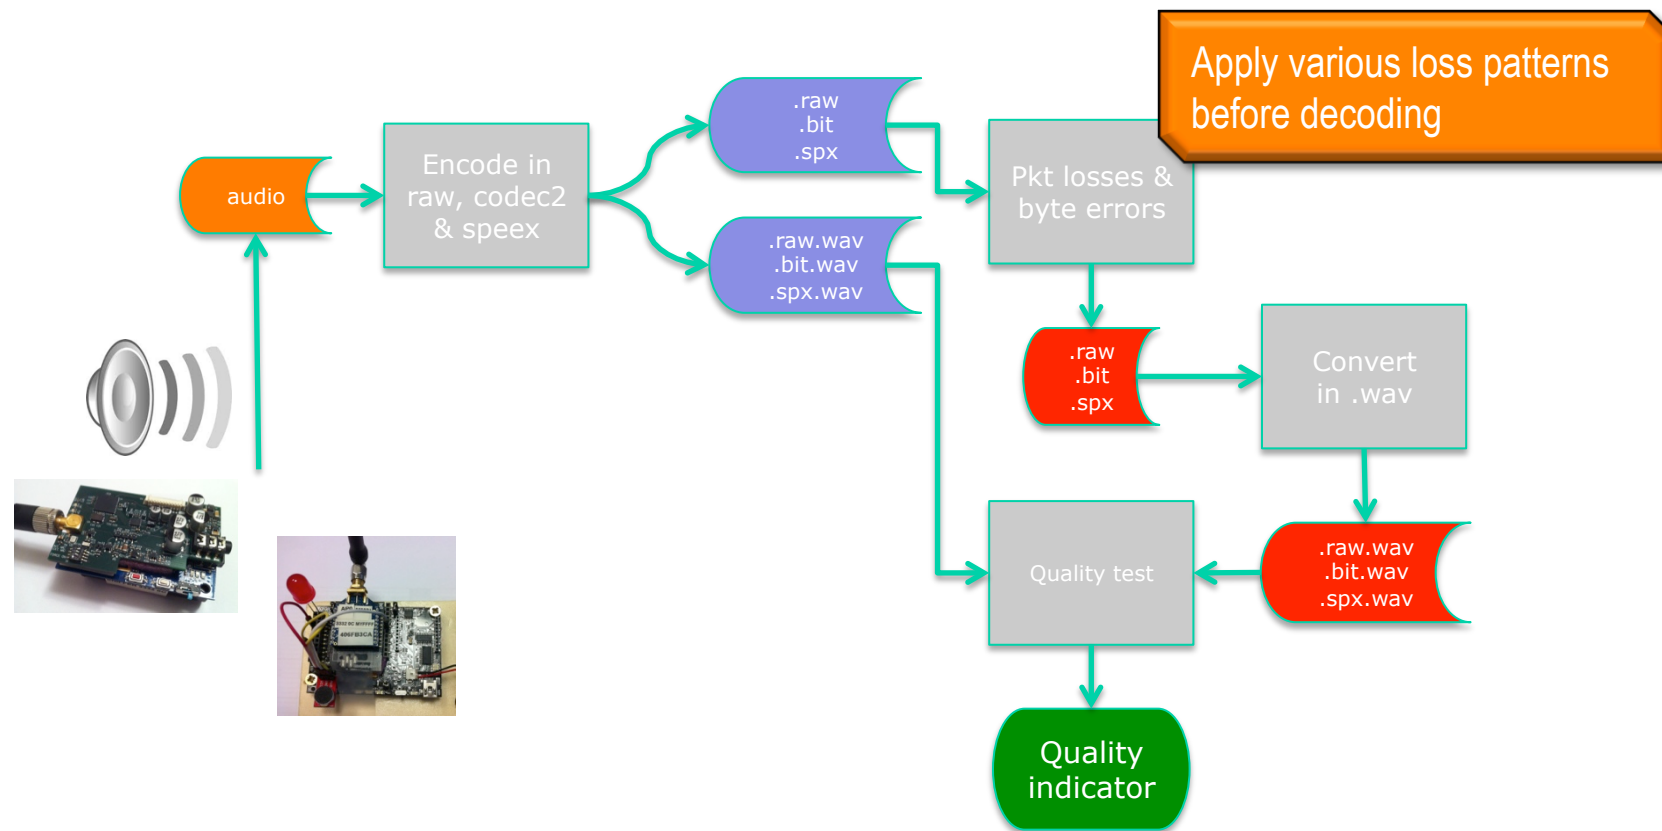 Apply various loss patterns
before decoding
audio
Encode in
raw, codec2
& speex
.raw
.bit
.spx
.raw.wav
.bit.wav
.spx.wav
Pkt losses &
byte errors
.raw
.bit
.spx
Convert
in .wav
.raw.wav
.bit.wav
.spx.wav
Quality test
Quality
indicator
406FB3CA